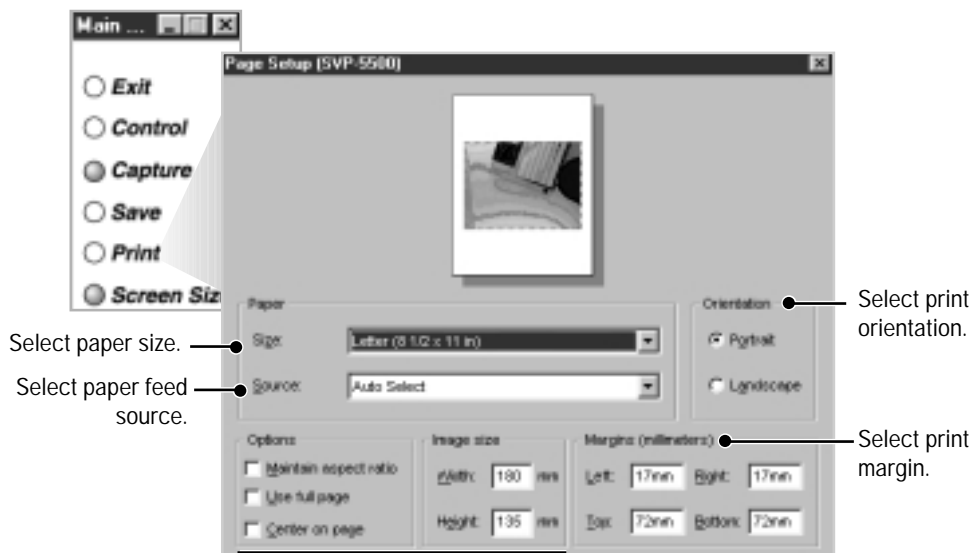 Main ...
Exit
Control
Capture
Save
Print
Screen Siz
Page Setup (SVP-5500)
Paper
Size: Letter (8 1/2 x 11 in)
Source: Auto Select
Orientation
Portrait
Landscape
Options
Maintain aspect ratio
Use full page
Center on page
Image size
Width: 180 mm
Height: 135 mm
Margins (millimeters)
Left: 17mm Right: 17mm
Top: 72mm Bottom: 72mm
Select paper size.
Select paper feed
source.
Select print
orientation.
Select print
margin.